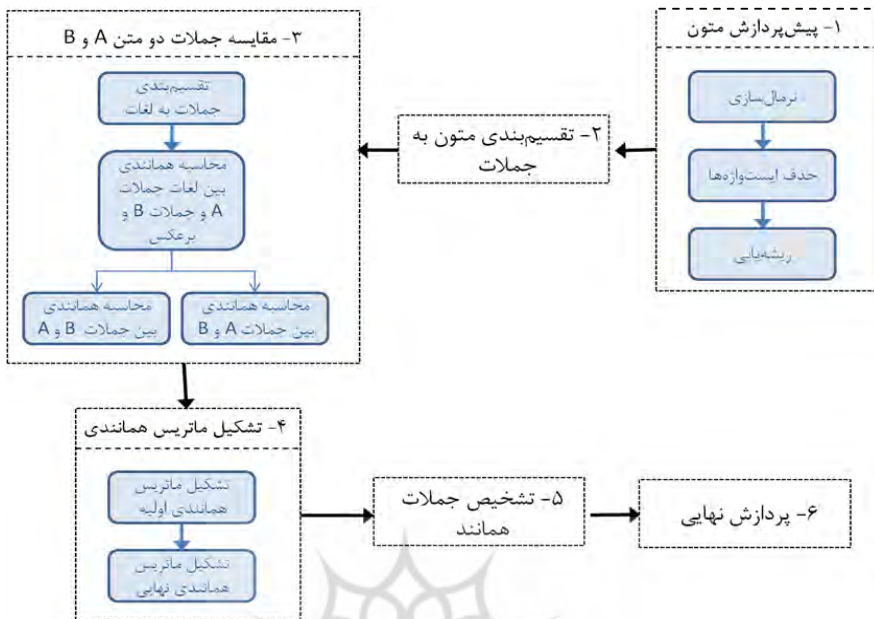 ۱- پیش‌پردازش متون
نرمال‌سازی
حذف ایست‌واژه‌ها
ریشه‌یابی
۲- تقسیم‌بندی متون به
جملات
۳- مقایسه جملات دو متن A و B
تقسیم‌بندی
جملات به لغات
محاسبه همانندی
بین لغات جملات
A و جملات B و
برعکس
محاسبه همانندی
بین جملات A و B
محاسبه همانندی
بین جملات B و A
۴- تشکیل ماتریس همانندی
تشکیل ماتریس
همانندی اولیه
تشکیل ماتریس
همانندی نهایی
۵- تشخیص جملات
همانند
۶- پردازش نهایی